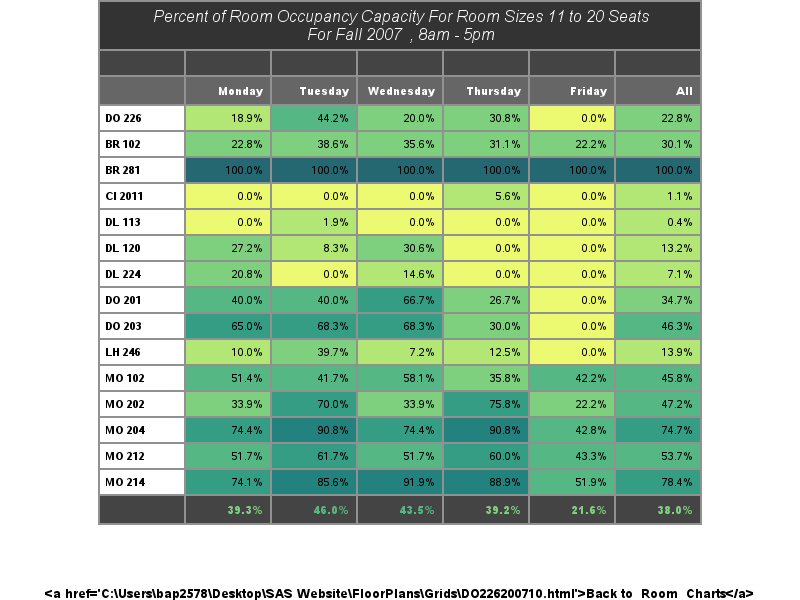 Percent of Room Occupancy Capacity For Room Sizes 11 to 20 Seats
For Fall 2007 , 8am - 5pm
Monday Tuesday Wednesday Thursday Friday All
DO 226 18.9% 44.2% 20.0% 30.8% 0.0% 22.8%
BR 102 22.8% 38.6% 35.6% 31.1% 22.2% 30.1%
BR 281 100.0% 100.0% 100.0% 100.0% 100.0% 100.0%
CI 2011 0.0% 0.0% 0.0% 5.6% 0.0% 1.1%
DL 113 0.0% 1.9% 0.0% 0.0% 0.0% 0.4%
DL 120 27.2% 8.3% 30.6% 0.0% 0.0% 13.2%
DL 224 20.8% 0.0% 14.6% 0.0% 0.0% 7.1%
DO 201 40.0% 40.0% 66.7% 26.7% 0.0% 34.7%
DO 203 65.0% 68.3% 68.3% 30.0% 0.0% 46.3%
LH 246 10.0% 39.7% 7.2% 12.5% 0.0% 13.9%
MO 102 51.4% 41.7% 58.1% 35.8% 42.2% 45.8%
MO 202 33.9% 70.0% 33.9% 75.8% 22.2% 47.2%
MO 204 74.4% 90.8% 74.4% 90.8% 42.8% 74.7%
MO 212 51.7% 61.7% 51.7% 60.0% 43.3% 53.7%
MO 214 74.1% 85.6% 91.9% 88.9% 51.9% 78.4%
39.3% 46.0% 43.5% 39.2% 21.6% 38.0%
<a href='C:\Users\bap2578\Desktop\SAS Website\FloorPlans\Grids\DO226200710.html'>Back to Room Charts</a>